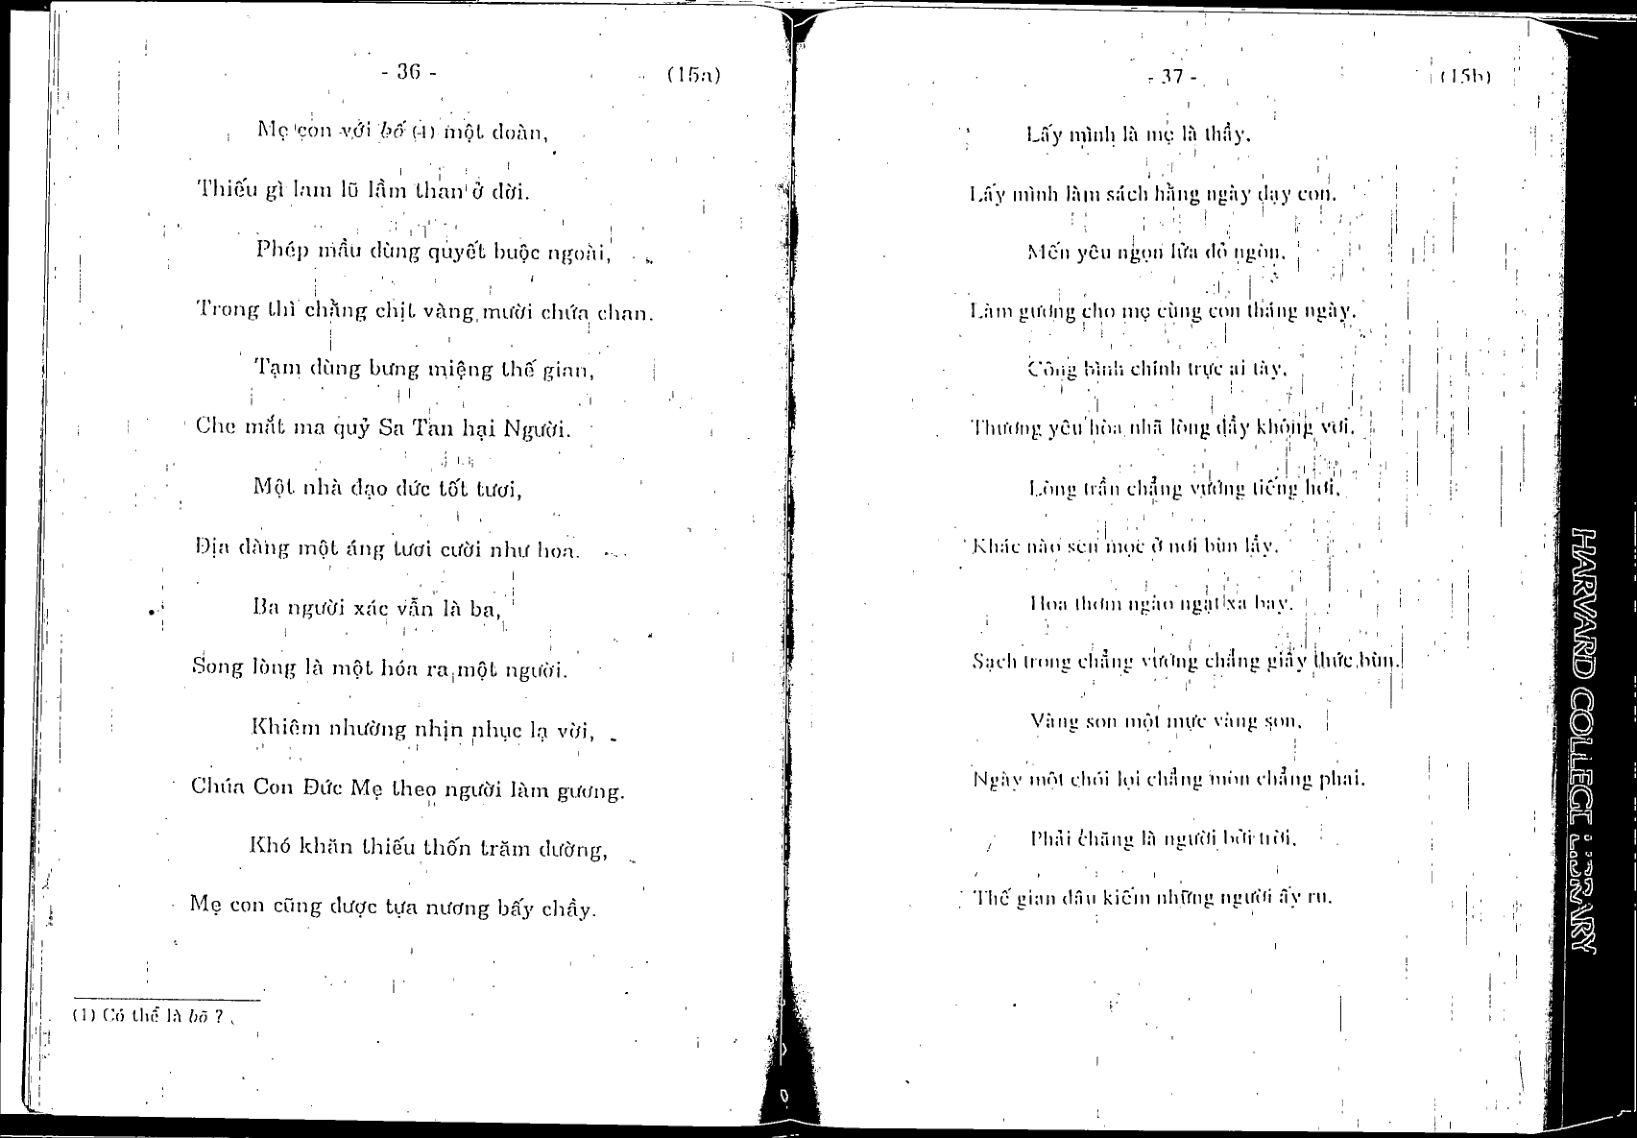 - 36 - (15a)
Mẹ con với bố (1) một đoàn,
Thiếu gì lam lũ lầm than ở đời.
Phép mầu dùng quyết buộc ngoài,
Trong thì chằng chịt vàng mười chứa chan.
Tạm dùng bưng miệng thế gian,
Che mắt ma quỷ Sa Tan hại Người.
Một nhà đạo đức tốt tươi,
Địa đàng một áng tươi cười như hoa.
Ba người xác vẫn là ba,
Song lòng là một hóa ra một người.
Khiêm nhường nhịn nhục lạ vời,
Chúa Con Đức Mẹ theo người làm gương.
Khó khăn thiếu thốn trăm đường,
Mẹ con cũng được tựa nương bấy chầy.
(1) Có thể là bõ ?
- 37 - (15b)
Lấy mình là mẹ là thầy.
Lấy mình làm sách hằng ngày dạy con.
Mến yêu ngọn lửa đỏ ngòn.
Làm gương cho mẹ cùng con tháng ngày.
Công bình chính trực ai tày.
Thương yêu hòa nhã lòng đầy không vơi.
Lòng trần chẳng vướng tiếng hơi.
Khác nào sen mọc ở nơi bùn lầy.
Hoa thơm ngào ngạt xa bay.
Sạch trong chẳng vướng chẳng giây thức bùn.
Vàng son một mực vàng son.
Ngày một chói lọi chẳng mòn chẳng phai.
Phải chăng là người bởi trời.
Thế gian đâu kiếm những người ấy ru.
HARVARD COLLEGE LIBRARY